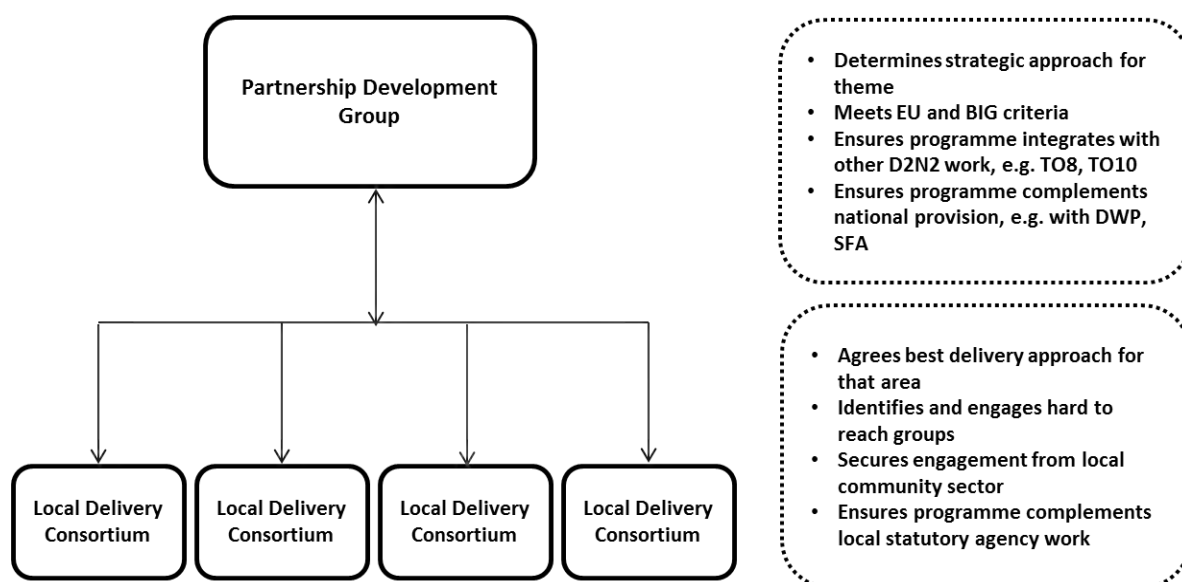 Partnership Development
Group
• Determines strategic approach for
theme
• Meets EU and BIG criteria
• Ensures programme integrates with
other D2N2 work, e.g. TO8, TO10
• Ensures programme complements
national provision, e.g. with DWP,
SFA
• Agrees best delivery approach for
that area
• Identifies and engages hard to
reach groups
• Secures engagement from local
community sector
• Ensures programme complements
local statutory agency work
Local Delivery
Consortium
Local Delivery
Consortium
Local Delivery
Consortium
Local Delivery
Consortium